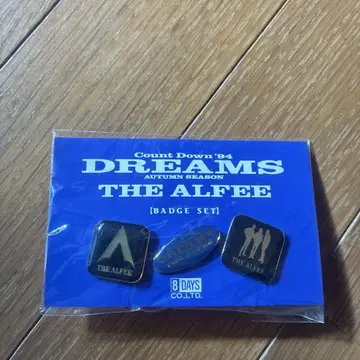 Count Down '94
DREAMS
AUTUMN SEASON
THE ALFEE
[BADGE SET]
THE ALFEE
THE ALFEE
8 DAYS
CO.,LTD.